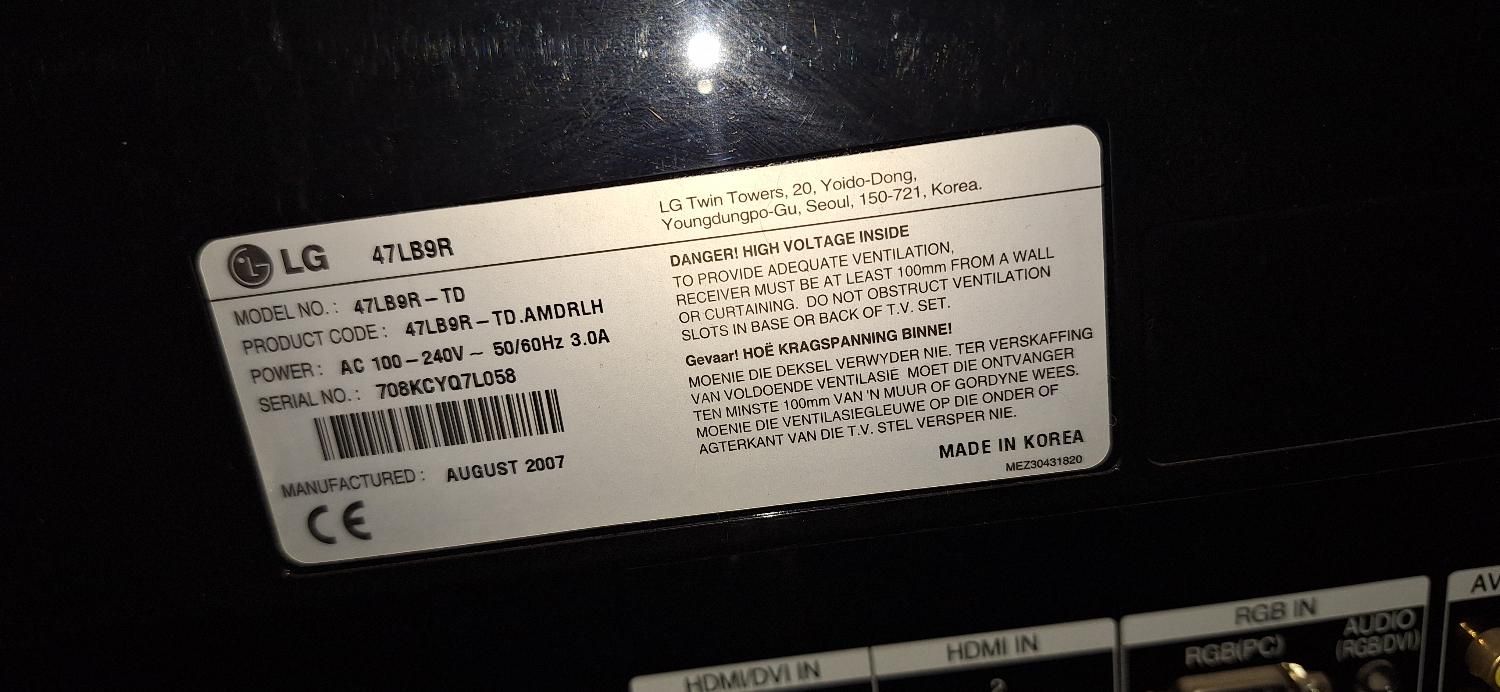 LG 47LB9R
LG Twin Towers, 20, Yoido-Dong,
Youngdungpo-Gu, Seoul, 150-721, Korea.
MODEL NO. : 47LB9R-TD
PRODUCT CODE : 47LB9R-TD.AMDRLH
POWER : AC 100-240V ~ 50/60Hz 3.0A
SERIAL NO. : 708KCYQ7L058
MANUFACTURED : AUGUST 2007
CE
DANGER! HIGH VOLTAGE INSIDE
TO PROVIDE ADEQUATE VENTILATION,
RECEIVER MUST BE AT LEAST 100mm FROM A WALL
OR CURTAINING. DO NOT OBSTRUCT VENTILATION
SLOTS IN BASE OR BACK OF T.V. SET.
Gevaar! HOË KRAGSPANNING BINNE!
MOENIE DIE DEKSEL VERWYDER NIE. TER VERSKAFFING
VAN VOLDOENDE VENTILASIE MOET DIE ONTVANGER
TEN MINSTE 100mm VAN 'N MUUR OF GORDYNE WEES.
MOENIE DIE VENTILASIEGLEUWE OP DIE ONDER OF
AGTERKANT VAN DIE T.V. STEL VERSPER NIE.
MADE IN KOREA
MEZ30431820
HDMI/DVI IN
HDMI IN
2
RGB IN
RGB(PC)
AUDIO
(RGB/DVI)
AV